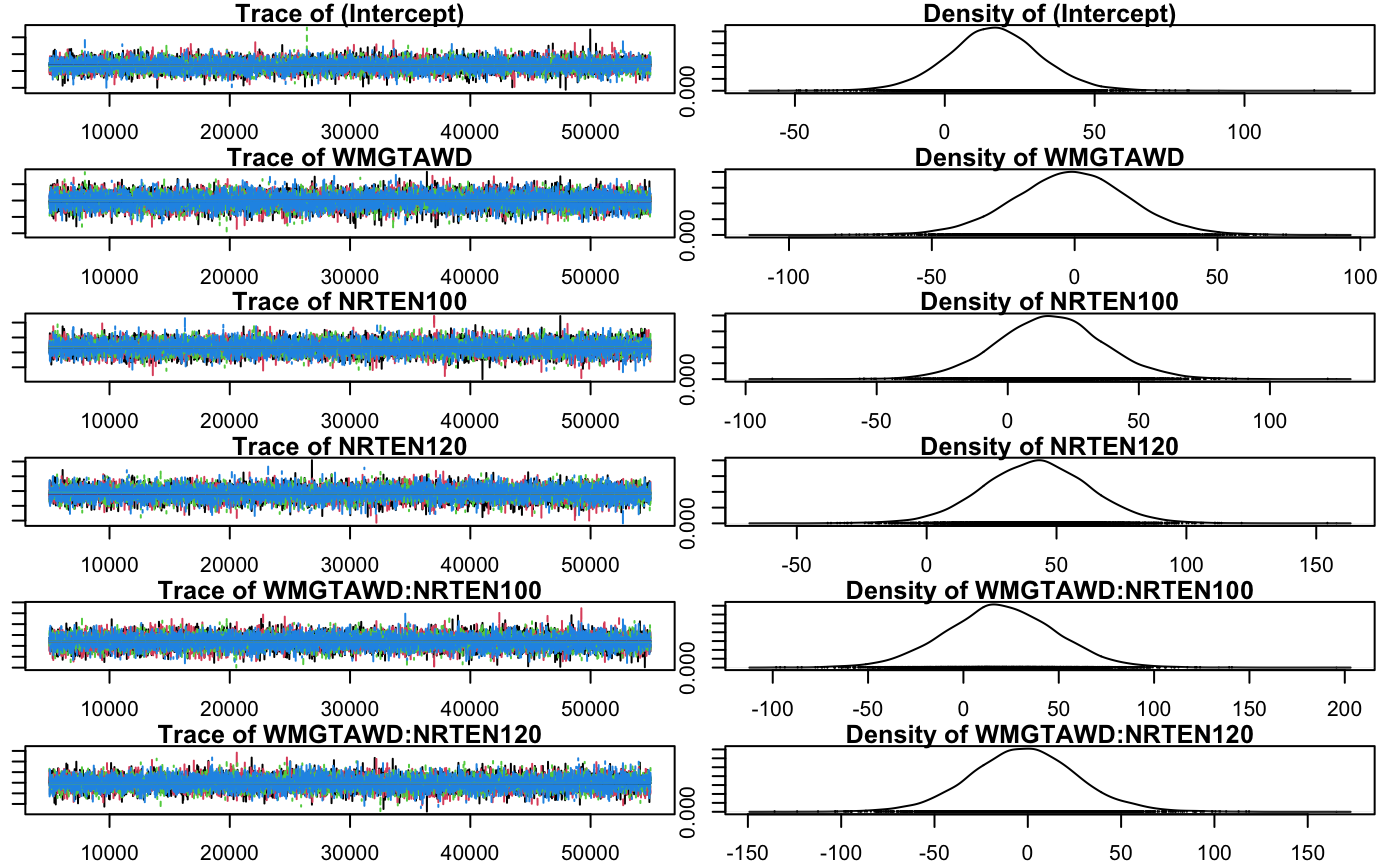 Trace of (Intercept) Density of (Intercept)
0.000
10000 20000 30000 40000 50000 -50 0 50 100
Trace of WMGTAWD Density of WMGTAWD
0.000
10000 20000 30000 40000 50000 -100 -50 0 50 100
Trace of NRTEN100 Density of NRTEN100
0.000
10000 20000 30000 40000 50000 -100 -50 0 50 100
Trace of NRTEN120 Density of NRTEN120
0.000
10000 20000 30000 40000 50000 -50 0 50 100 150
Trace of WMGTAWD:NRTEN100 Density of WMGTAWD:NRTEN100
0.000
10000 20000 30000 40000 50000 -100 -50 0 50 100 150 200
Trace of WMGTAWD:NRTEN120 Density of WMGTAWD:NRTEN120
0.000
10000 20000 30000 40000 50000 -150 -100 -50 0 50 100 150